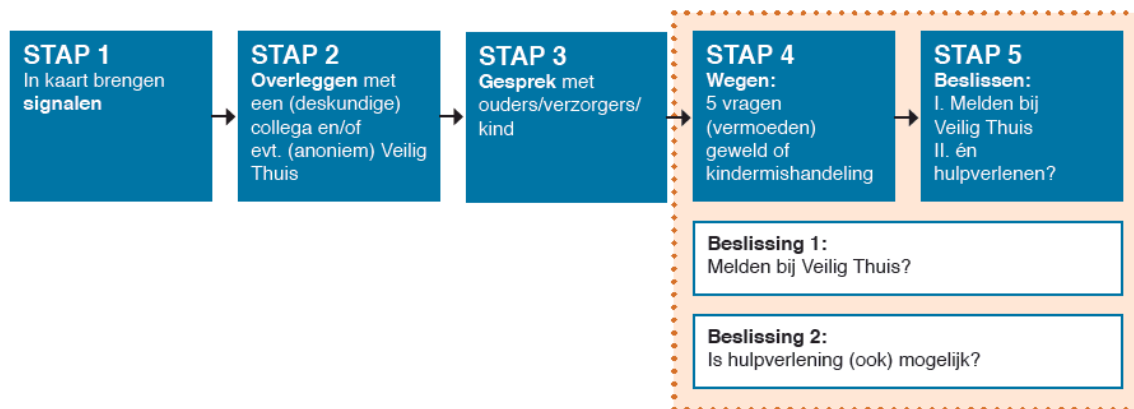 STAP 1
In kaart brengen
signalen
STAP 2
Overleggen met
een (deskundige)
collega en/of
evt. (anoniem) Veilig
Thuis
STAP 3
Gesprek met
ouders/verzorgers/
kind
STAP 4
Wegen:
5 vragen
(vermoeden)
geweld of
kindermishandeling
STAP 5
Beslissen:
I. Melden bij
Veilig Thuis
II. én
hulpverlenen?
Beslissing 1:
Melden bij Veilig Thuis?
Beslissing 2:
Is hulpverlening (ook) mogelijk?